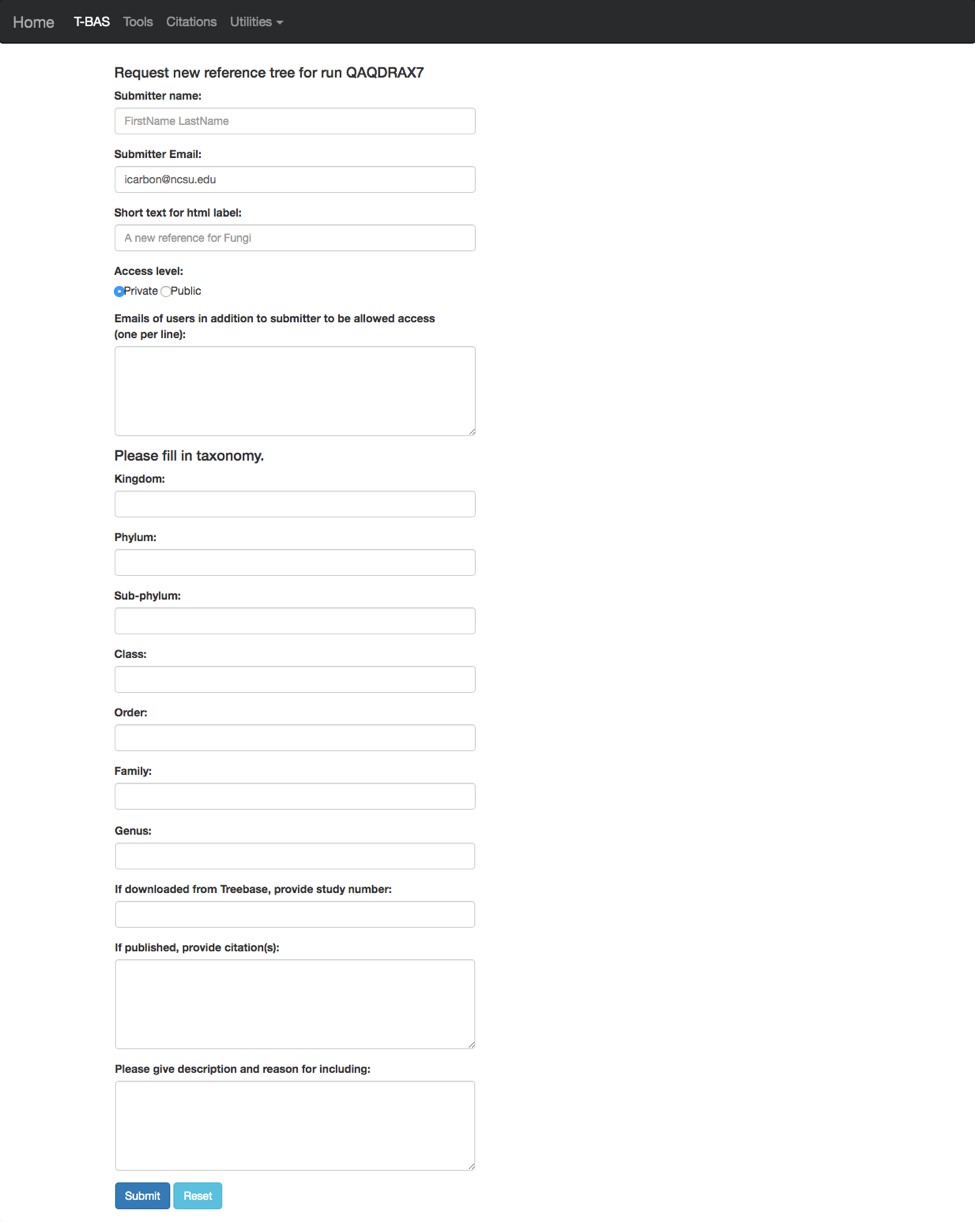 Home T-BAS Tools Citations Utilities
Request new reference tree for run QAQDRAX7
Submitter name:
FirstName LastName
Submitter Email:
icarbon@ncsu.edu
Short text for html label:
A new reference for Fungi
Access level:
Private Public
Emails of users in addition to submitter to be allowed access
(one per line):
Please fill in taxonomy.
Kingdom:
Phylum:
Sub-phylum:
Class:
Order:
Family:
Genus:
If downloaded from Treebase, provide study number:
If published, provide citation(s):
Please give description and reason for including:
Submit Reset